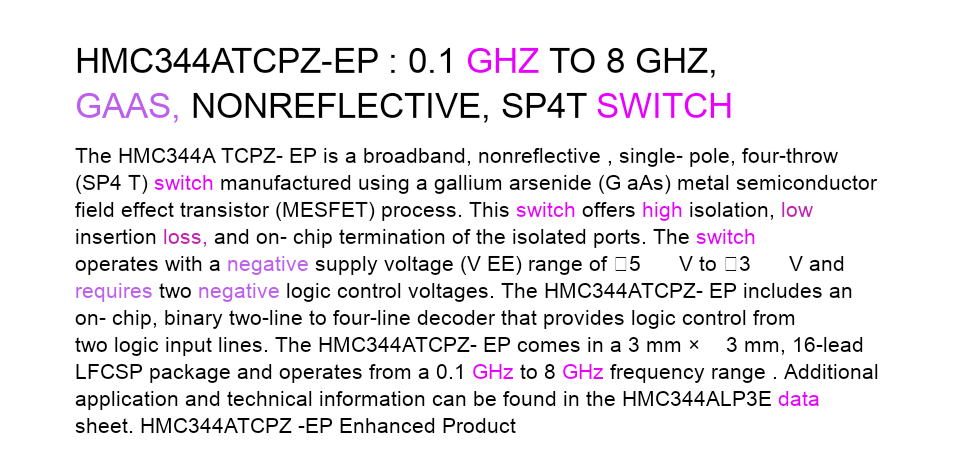 HMC344ATCPZ-EP : 0.1 GHZ TO 8 GHZ,
GAAS, NONREFLECTIVE, SP4T SWITCH
The HMC344A TCPZ- EP is a broadband, nonreflective , single- pole, four-throw
(SP4 T) switch manufactured using a gallium arsenide (G aAs) metal semiconductor
field effect transistor (MESFET) process. This switch offers high isolation, low
insertion loss, and on- chip termination of the isolated ports. The switch
operates with a negative supply voltage (V EE) range of □5 V to □3 V and
requires two negative logic control voltages. The HMC344ATCPZ- EP includes an
on- chip, binary two-line to four-line decoder that provides logic control from
two logic input lines. The HMC344ATCPZ- EP comes in a 3 mm × 3 mm, 16-lead
LFCSP package and operates from a 0.1 GHz to 8 GHz frequency range . Additional
application and technical information can be found in the HMC344ALP3E data
sheet. HMC344ATCPZ -EP Enhanced Product